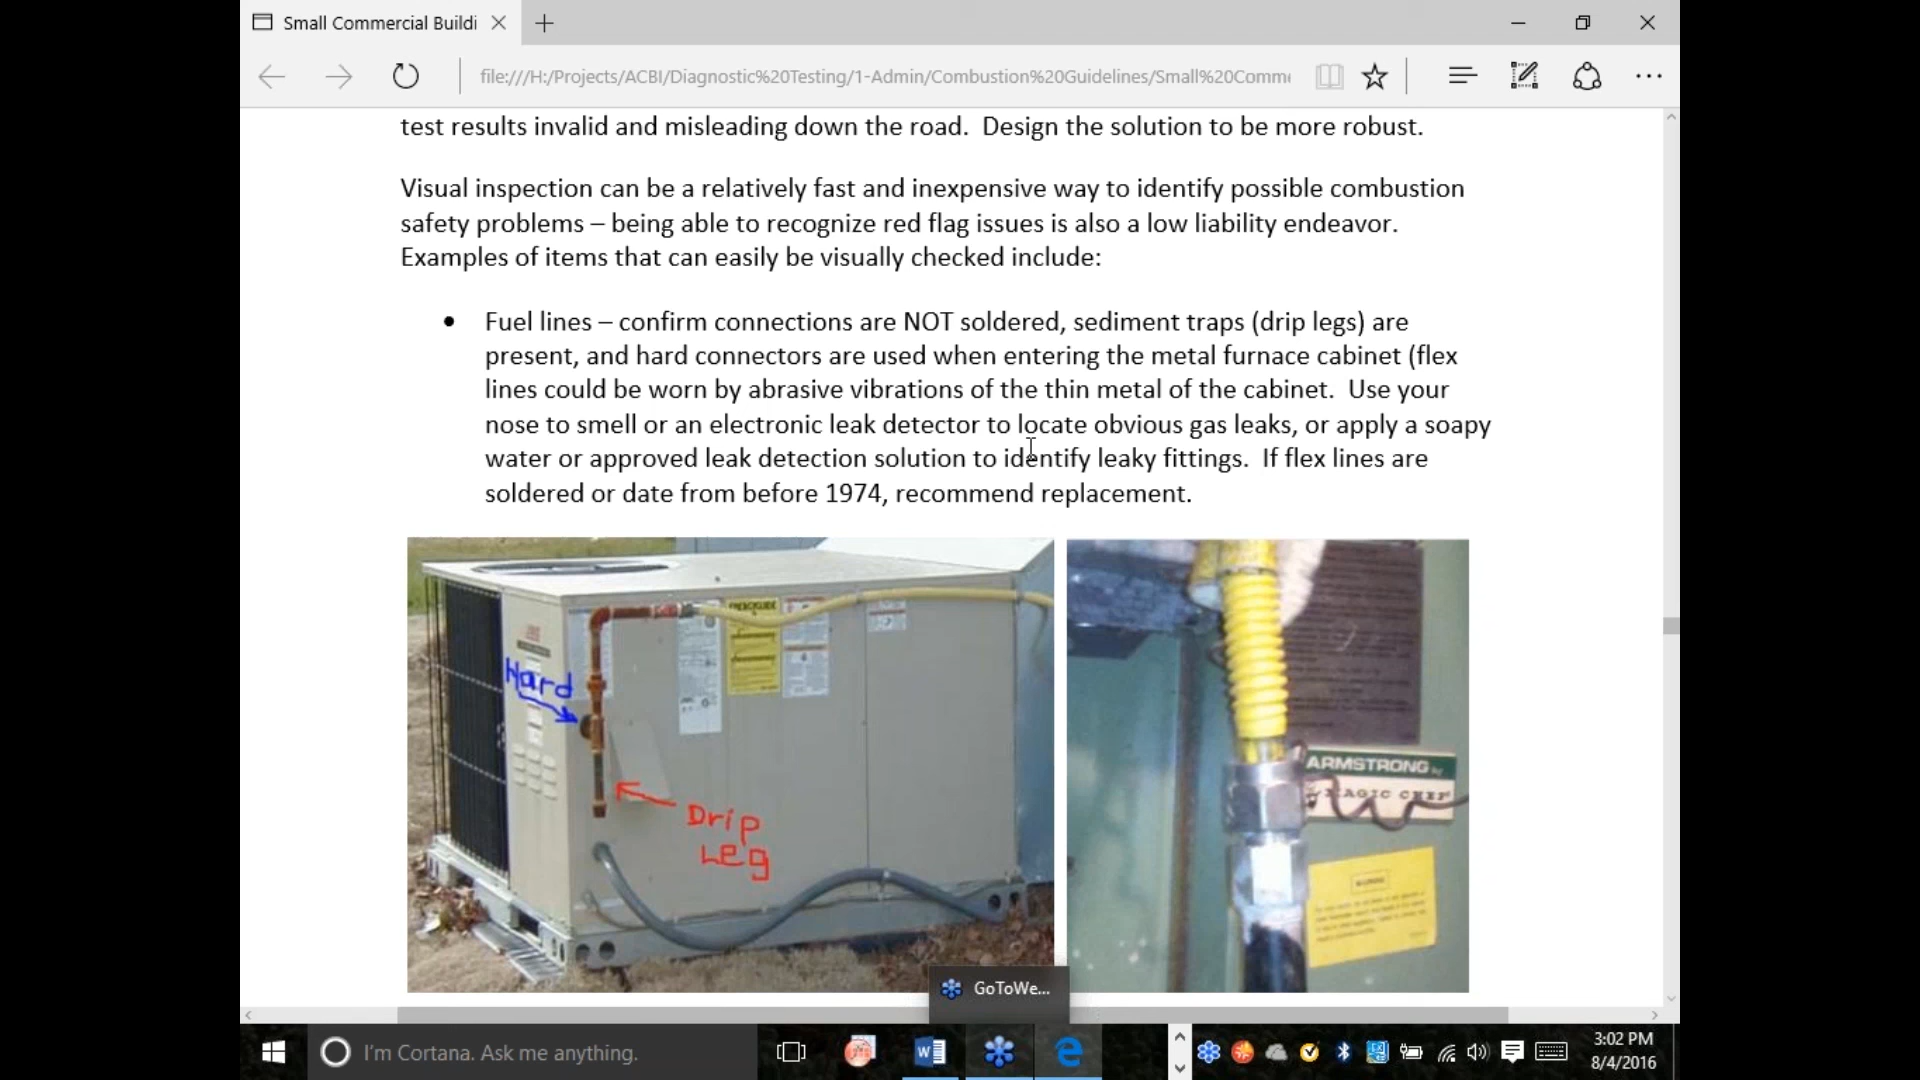 Small Commercial Buildi
file:///H:/Projects/ACBI/Diagnostic%20Testing/1-Admin/Combustion%20Guidelines/Small%20Comme
test results invalid and misleading down the road.  Design the solution to be more robust.
Visual inspection can be a relatively fast and inexpensive way to identify possible combustion
safety problems – being able to recognize red flag issues is also a low liability endeavor.
Examples of items that can easily be visually checked include:
• Fuel lines – confirm connections are NOT soldered, sediment traps (drip legs) are
present, and hard connectors are used when entering the metal furnace cabinet (flex
lines could be worn by abrasive vibrations of the thin metal of the cabinet.  Use your
nose to smell or an electronic leak detector to locate obvious gas leaks, or apply a soapy
water or approved leak detection solution to identify leaky fittings.  If flex lines are
soldered or date from before 1974, recommend replacement.
Hard
Drip
Leg
ARMSTRONG by
MAGIC CHEF
GoToWe...
I'm Cortana. Ask me anything.
3:02 PM
8/4/2016